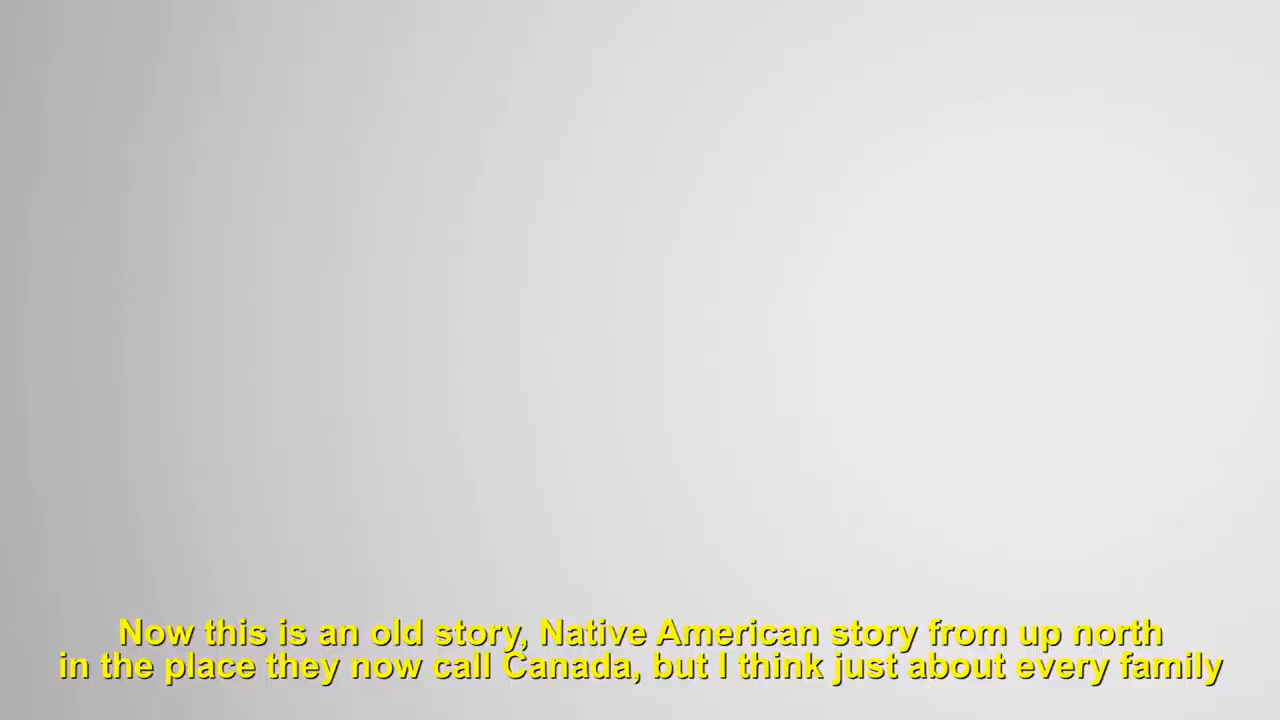 Now this is an old story, Native American story from up north
in the place they now call Canada, but I think just about every family